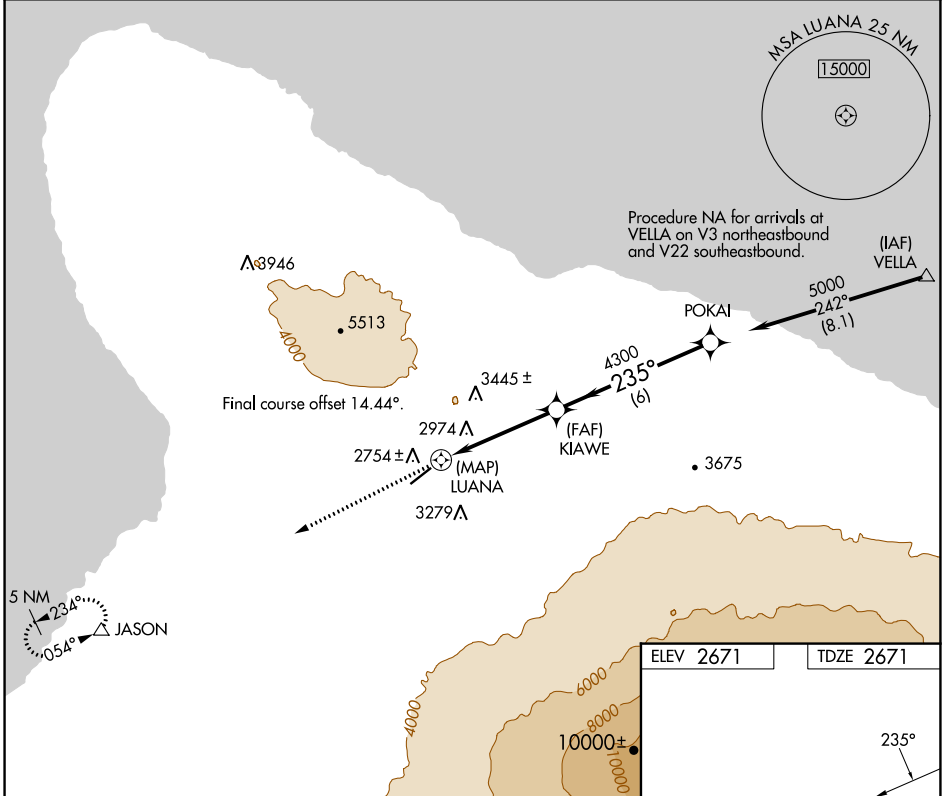 MSA LUANA 25 NM
15000
Procedure NA for arrivals at
VELLA on V3 northeastbound
and V22 southeastbound.
(IAF)
VELLA
5000
242°
(8.1)
POKAI
3946
5513
4000
4300
235°
(6)
3445 ±
Final course offset 14.44°.
2974
(FAF)
KIAWE
2754 ±
(MAP)
LUANA
3675
3279
5 NM
234°
054°
JASON
ELEV 2671
TDZE 2671
6000
4000
8000
10000±
10000
235°